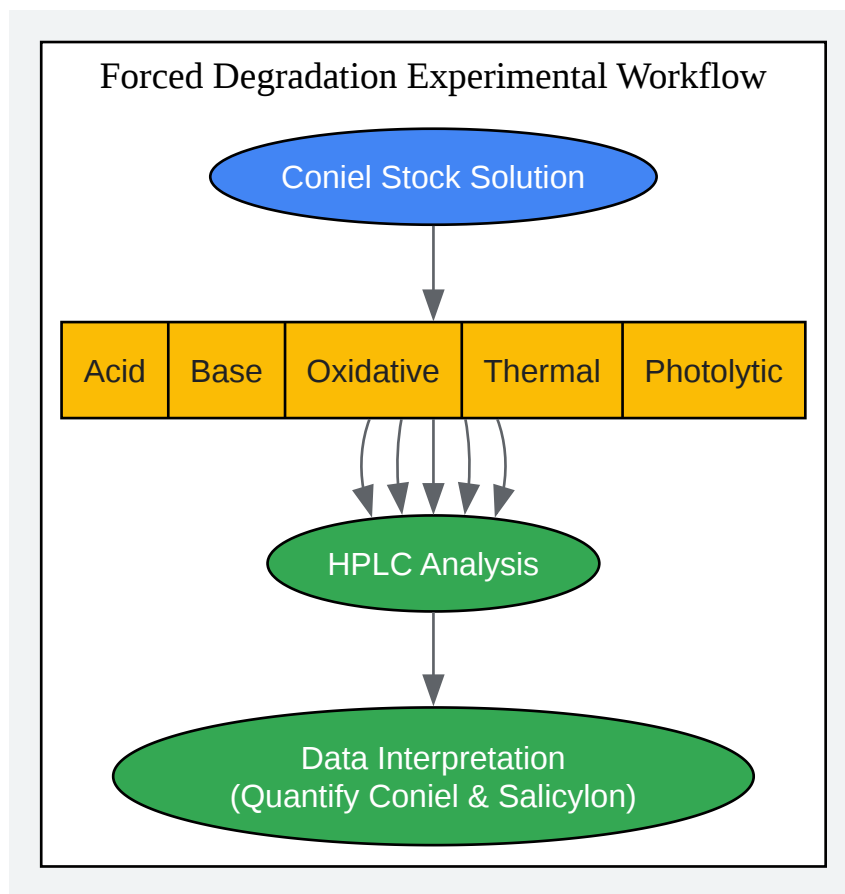 Forced Degradation Experimental Workflow
Coniel Stock Solution
Acid
Base
Oxidative
Thermal
Photolytic
HPLC Analysis
Data Interpretation
(Quantify Coniel & Salicylon)